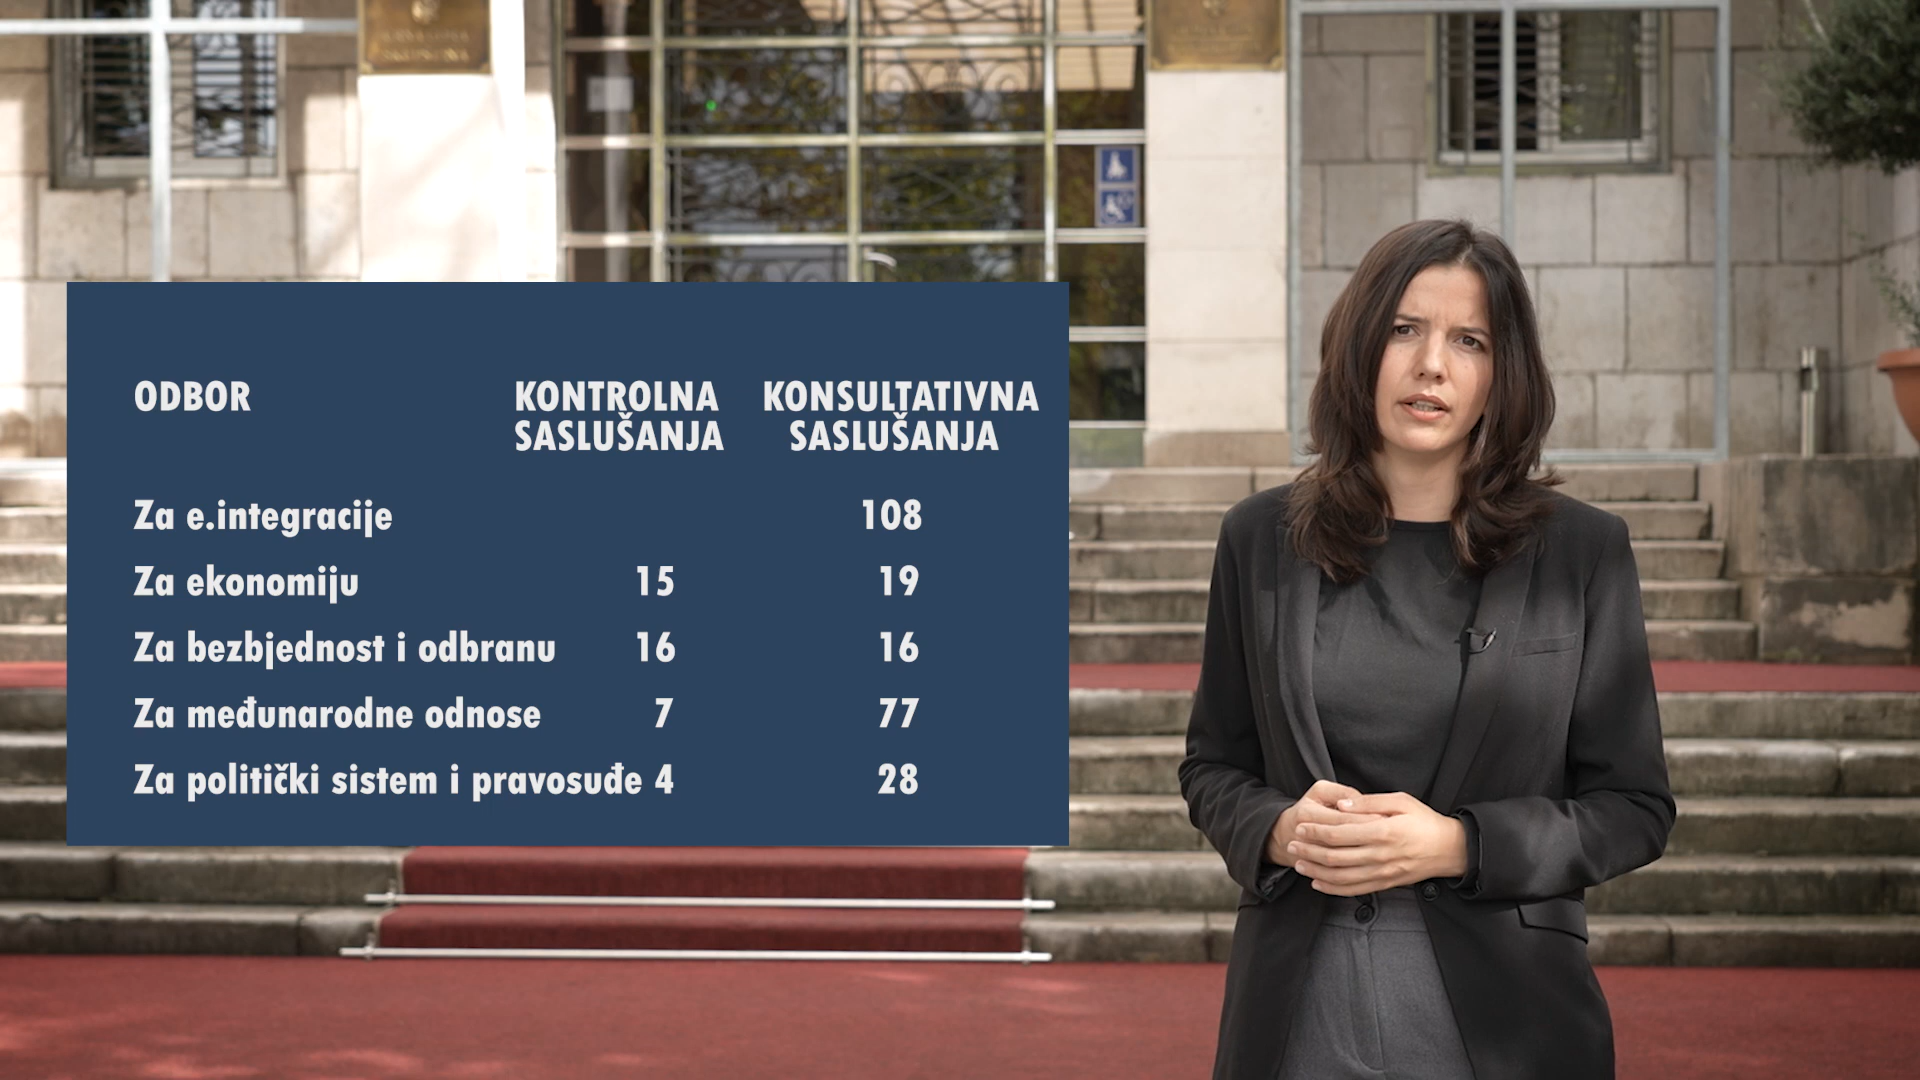 ODBOR KONTROLNA KONSULTATIVNA
SASLUŠANJA SASLUŠANJA
Za e.integracije 108
Za ekonomiju 15 19
Za bezbjednost i odbranu 16 16
Za međunarodne odnose 7 77
Za politički sistem i pravosuđe 4 28